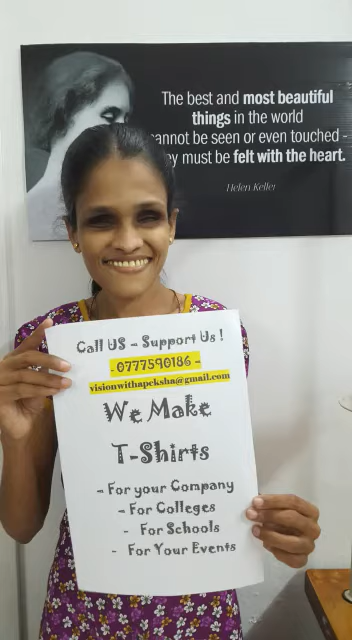 The best and most beautiful
things in the world
annot be seen or even touched -
ey must be felt with the heart.
Helen Keller
Call US - Support Us !
- 0777590186 -
visionwithapeksha@gmail.com
We Make
T-Shirts
- For your Company
- For Colleges
- For Schools
- For Your Events